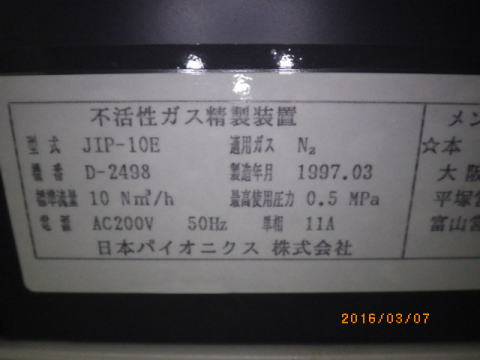 不活性ガス精製装置
型式 JIP-10E 適用ガス N₂
機番 D-2498 製造年月 1997.03
標準流量 10 Nm³/h 最高使用圧力 0.5 MPa
電源 AC200V 50Hz 単相 11A
日本パイオニクス 株式会社
メン
☆本
大阪
平塚営
富山営
2016/03/07